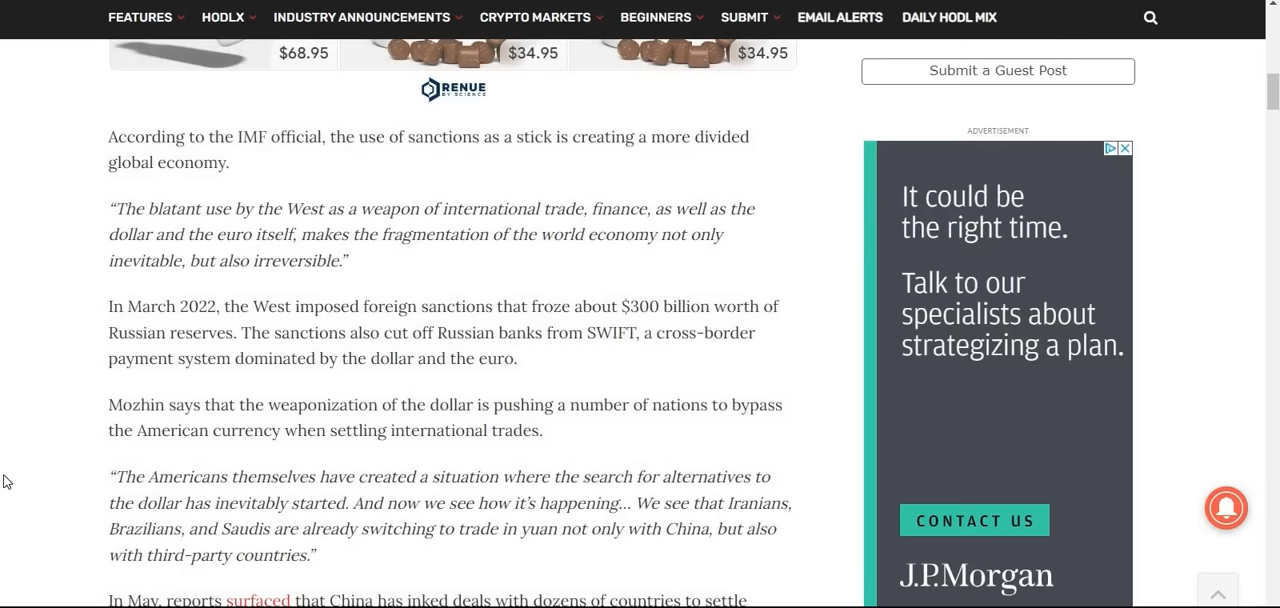 FEATURES HODLX INDUSTRY ANNOUNCEMENTS CRYPTO MARKETS BEGINNERS SUBMIT EMAIL ALERTS DAILY HODL MIX
$68.95 $34.95 $34.95
RENUE
BY SCIENCE
Submit a Guest Post
According to the IMF official, the use of sanctions as a stick is creating a more divided
global economy.
“The blatant use by the West as a weapon of international trade, finance, as well as the
dollar and the euro itself, makes the fragmentation of the world economy not only
inevitable, but also irreversible.”
In March 2022, the West imposed foreign sanctions that froze about $300 billion worth of
Russian reserves. The sanctions also cut off Russian banks from SWIFT, a cross-border
payment system dominated by the dollar and the euro.
Mozhin says that the weaponization of the dollar is pushing a number of nations to bypass
the American currency when settling international trades.
“The Americans themselves have created a situation where the search for alternatives to
the dollar has inevitably started. And now we see how it’s happening… We see that Iranians,
Brazilians, and Saudis are already switching to trade in yuan not only with China, but also
with third-party countries.”
In May, reports surfaced that China has inked deals with dozens of countries to settle
ADVERTISEMENT
It could be
the right time.
Talk to our
specialists about
strategizing a plan.
CONTACT US
J.P.Morgan